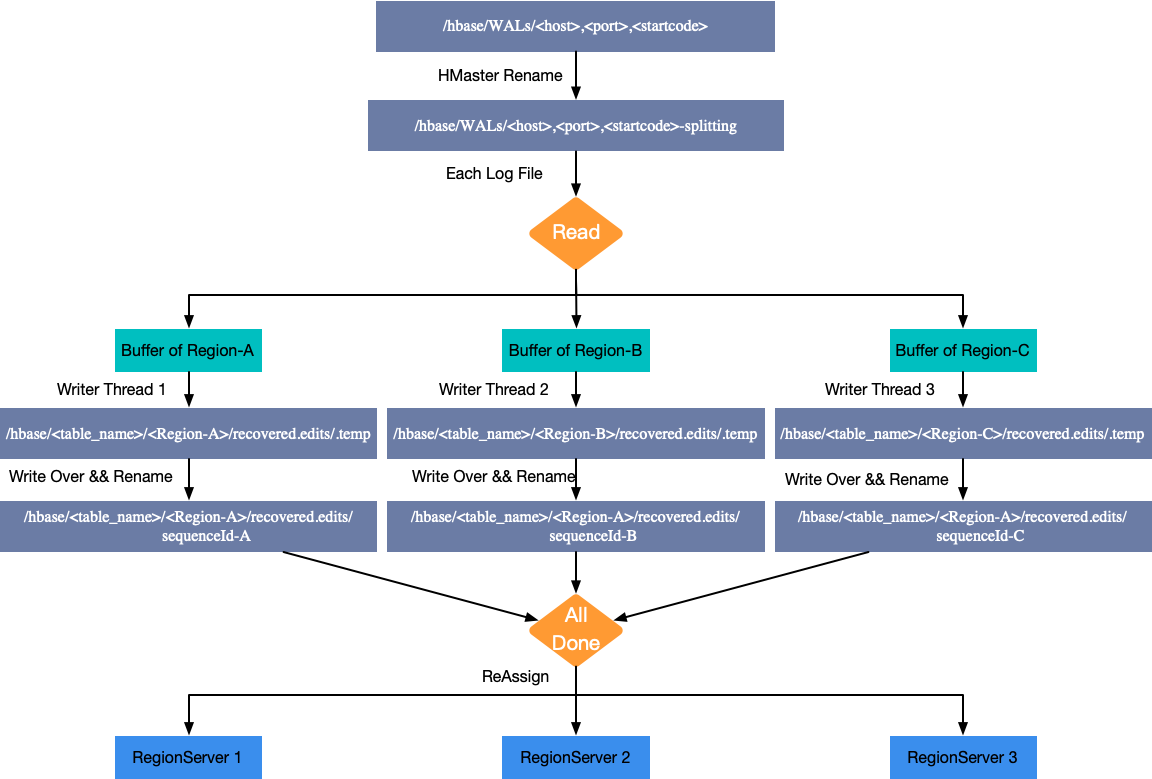 /hbase/WALs/<host>,<port>,<startcode>
HMaster Rename
/hbase/WALs/<host>,<port>,<startcode>-splitting
Each Log File
Read
Buffer of Region-A
Buffer of Region-B
Buffer of Region-C
Writer Thread 1
Writer Thread 2
Writer Thread 3
/hbase/<table_name>/<Region-A>/recovered.edits/.temp
/hbase/<table_name>/<Region-B>/recovered.edits/.temp
/hbase/<table_name>/<Region-C>/recovered.edits/.temp
Write Over && Rename
Write Over && Rename
Write Over && Rename
/hbase/<table_name>/<Region-A>/recovered.edits/
sequenceId-A
/hbase/<table_name>/<Region-A>/recovered.edits/
sequenceId-B
/hbase/<table_name>/<Region-A>/recovered.edits/
sequenceId-C
All
Done
ReAssign
RegionServer 1
RegionServer 2
RegionServer 3